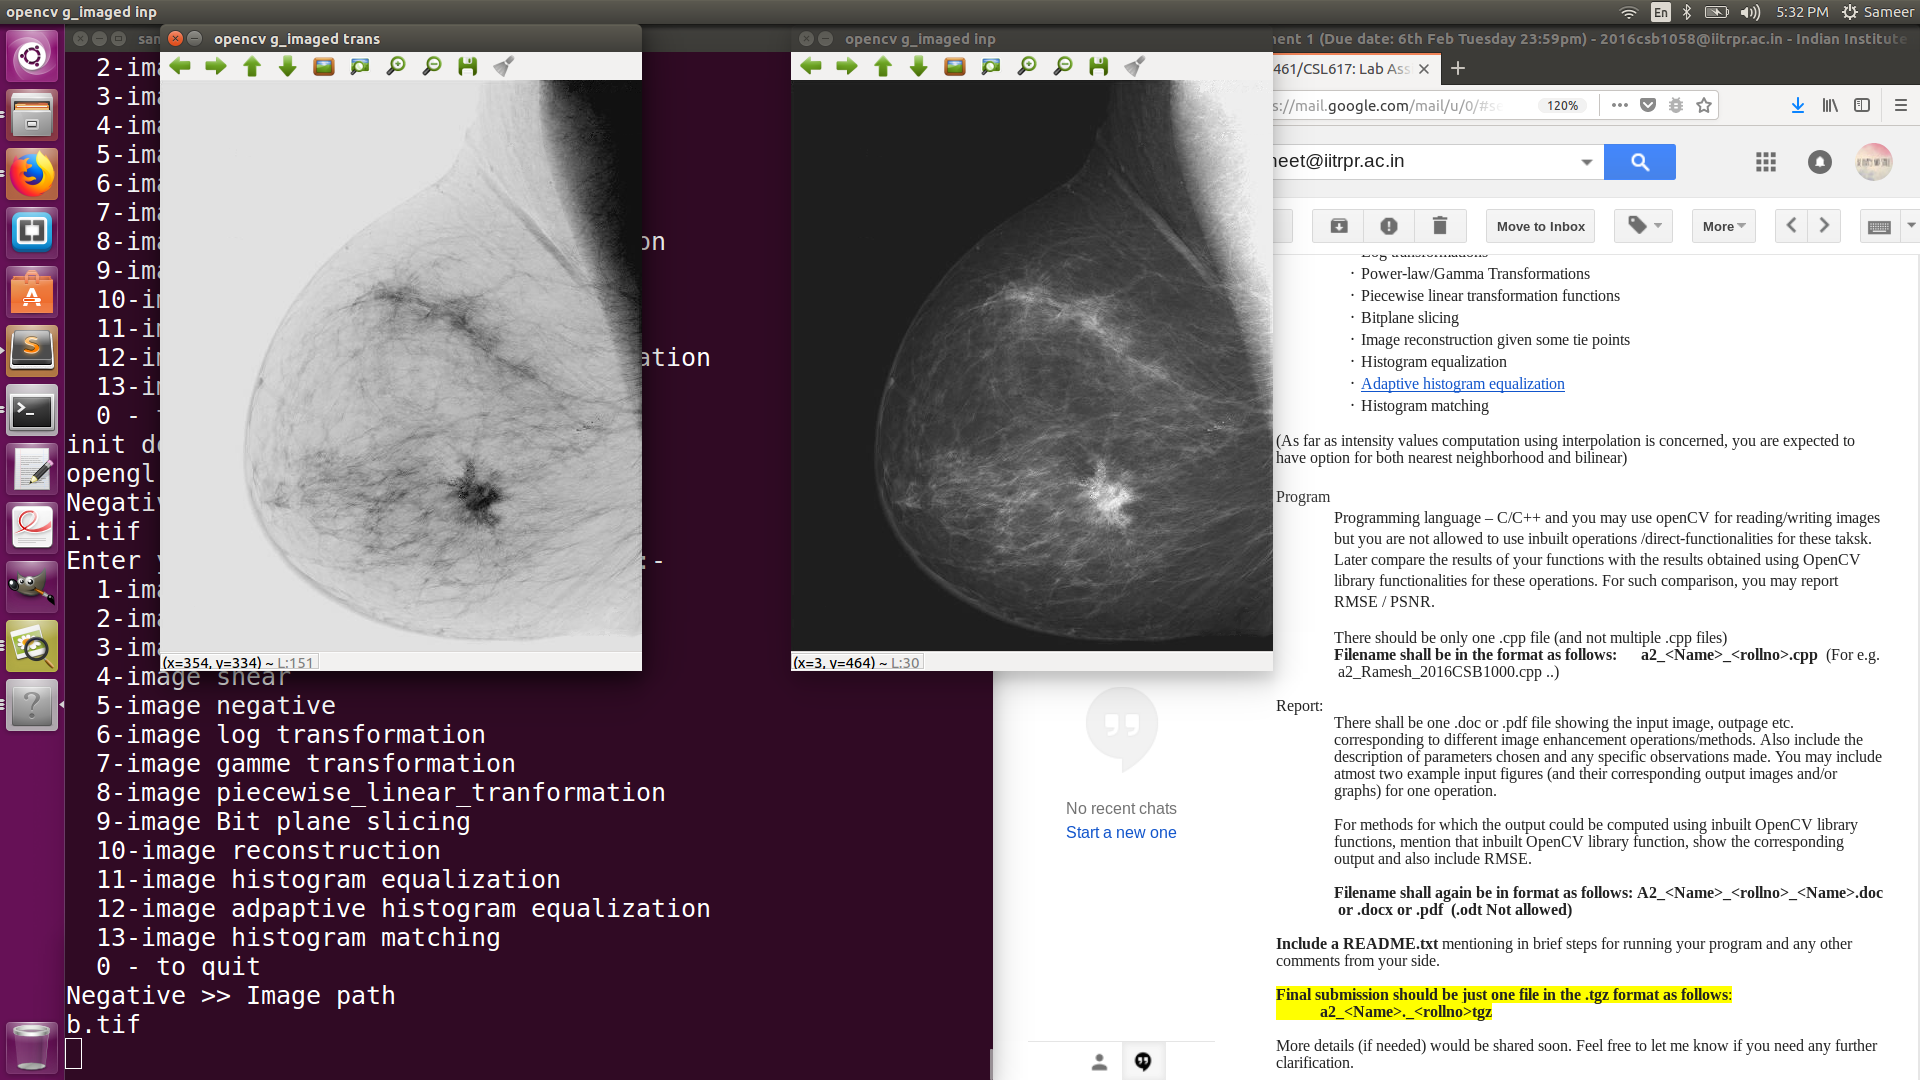 opencv g_imaged inp
En
5:32 PM
Sameer
opencv g_imaged trans
opencv g_imaged inp
ment 1 (Due date: 6th Feb Tuesday 23:59pm) - 2016csb1058@iitrpr.ac.in - Indian Institute
461/CSL617: Lab Ass
s://mail.google.com/mail/u/0/#se
120%
meet@iitrpr.ac.in
Move to Inbox
More
2-ima
3-ima
4-ima
5-ima
6-ima
7-ima
8-ima on
9-ima
10-im
11-im
12-im ation
13-im
0 - t
init do
opengl
Negativ
i.tif
Enter y :-
1-ima
2-ima
3-ima
4-image shear
5-image negative
6-image log transformation
7-image gamme transformation
8-image piecewise_linear_tranformation
9-image Bit plane slicing
10-image reconstruction
11-image histogram equalization
12-image adpaptive histogram equalization
13-image histogram matching
0 - to quit
Negative >> Image path
b.tif
(x=354, y=334) ~ L:151
(x=3, y=464) ~ L:30
No recent chats
Start a new one
Log transformations
· Power-law/Gamma Transformations
· Piecewise linear transformation functions
· Bitplane slicing
· Image reconstruction given some tie points
· Histogram equalization
· Adaptive histogram equalization
· Histogram matching
(As far as intensity values computation using interpolation is concerned, you are expected to
have option for both nearest neighborhood and bilinear)
Program
Programming language – C/C++ and you may use openCV for reading/writing images
but you are not allowed to use inbuilt operations /direct-functionalities for these taksk.
Later compare the results of your functions with the results obtained using OpenCV
library functionalities for these operations. For such comparison, you may report
RMSE / PSNR.
There should be only one .cpp file (and not multiple .cpp files)
Filename shall be in the format as follows: a2_<Name>_<rollno>.cpp (For e.g.
a2_Ramesh_2016CSB1000.cpp ..)
Report:
There shall be one .doc or .pdf file showing the input image, outpage etc.
corresponding to different image enhancement operations/methods. Also include the
description of parameters chosen and any specific observations made. You may include
atmost two example input figures (and their corresponding output images and/or
graphs) for one operation.
For methods for which the output could be computed using inbuilt OpenCV library
functions, mention that inbuilt OpenCV library function, show the corresponding
output and also include RMSE.
Filename shall again be in format as follows: A2_<Name>_<rollno>_<Name>.doc
or .docx or .pdf (.odt Not allowed)
Include a README.txt mentioning in brief steps for running your program and any other
comments from your side.
Final submission should be just one file in the .tgz format as follows:
a2_<Name>._<rollno>tgz
More details (if needed) would be shared soon. Feel free to let me know if you need any further
clarification.